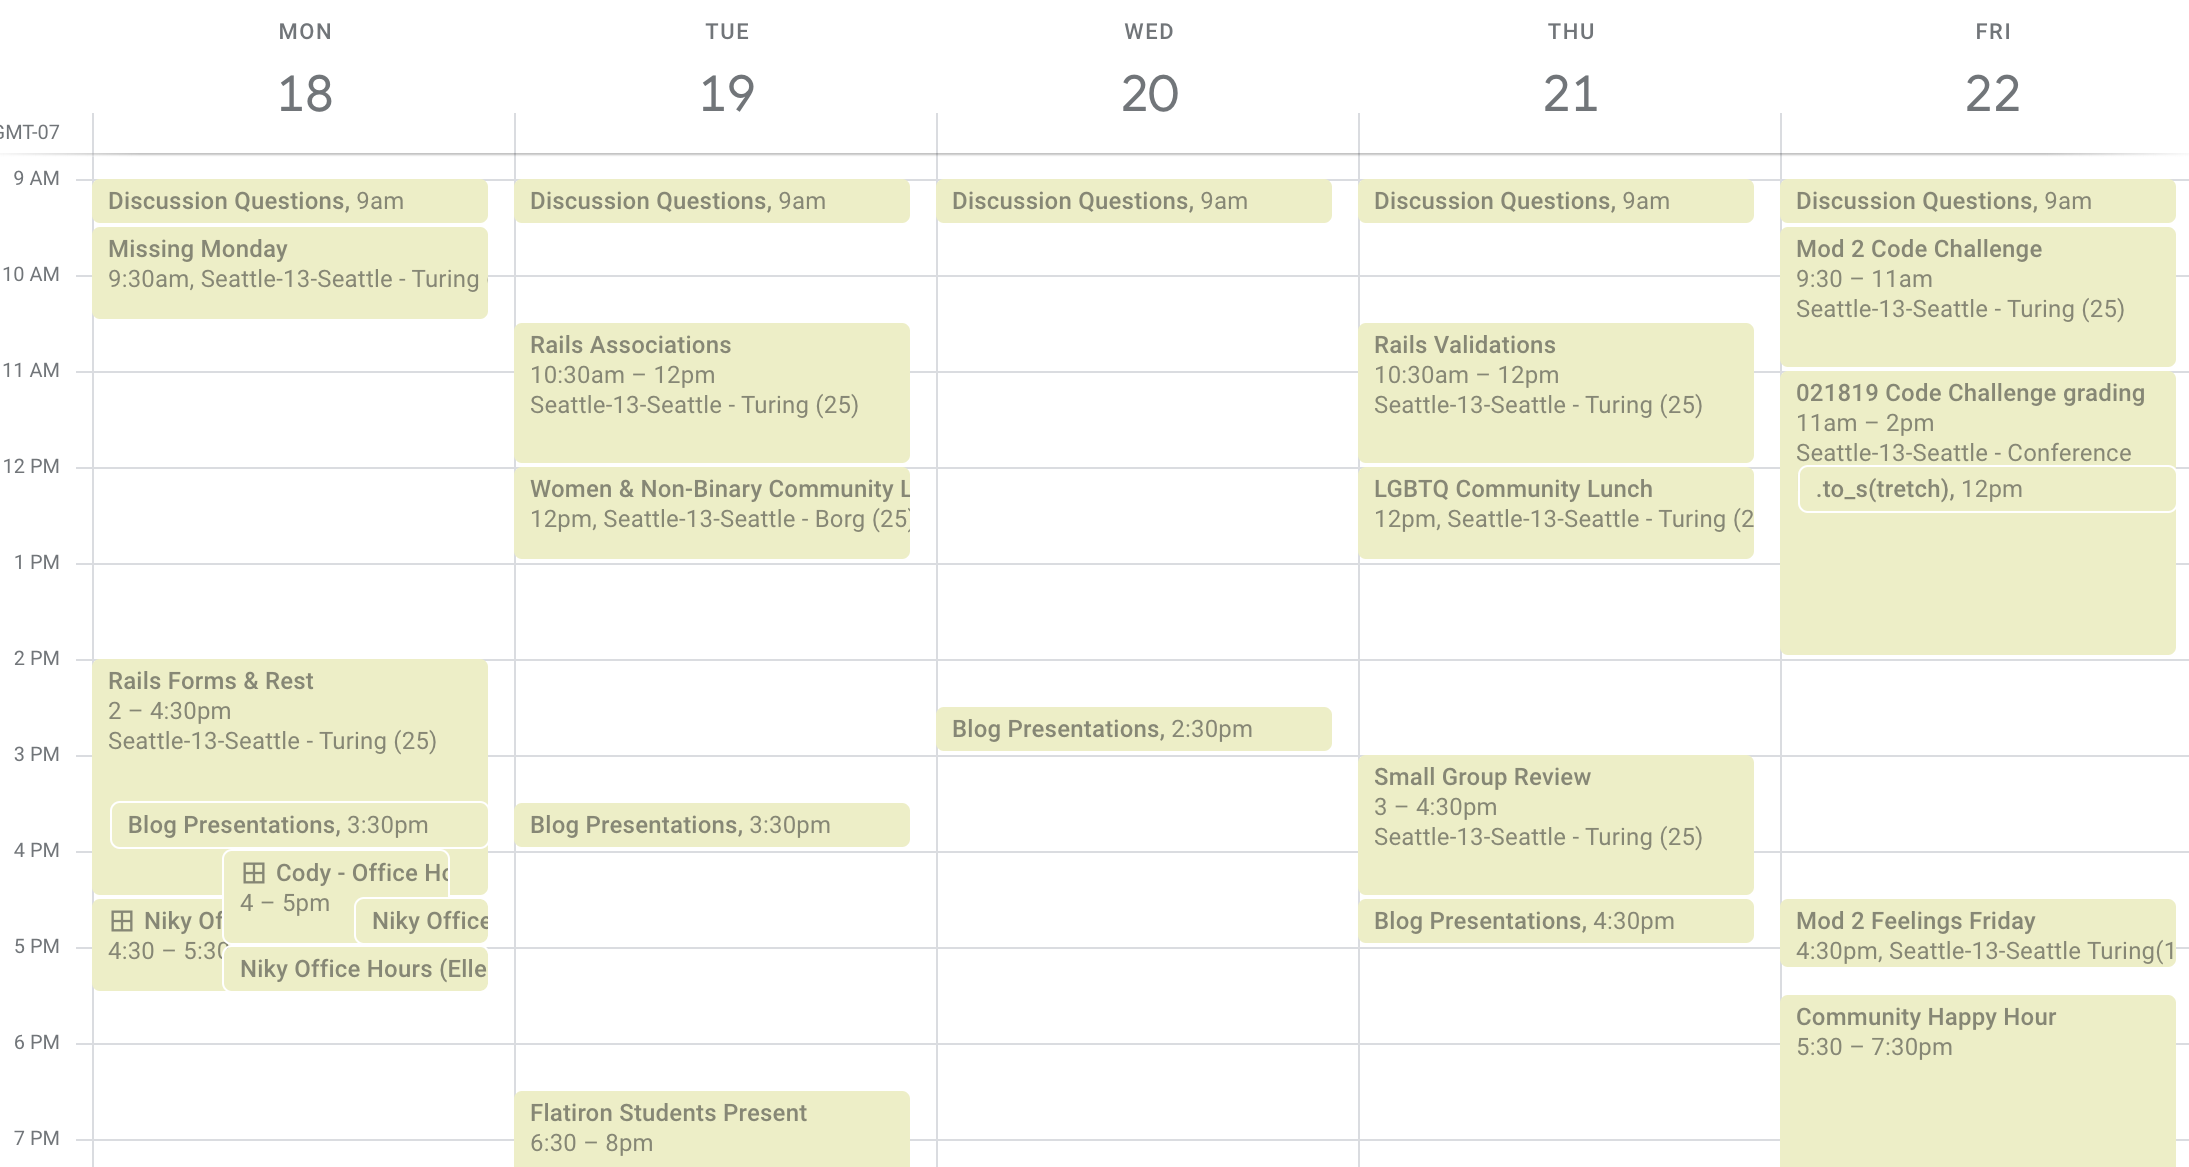 MON
18
TUE
19
WED
20
THU
21
FRI
22
GMT-07
9 AM
10 AM
11 AM
12 PM
1 PM
2 PM
3 PM
4 PM
5 PM
6 PM
7 PM
Discussion Questions, 9am
Missing Monday
9:30am, Seattle-13-Seattle - Turing
Rails Forms & Rest
2 – 4:30pm
Seattle-13-Seattle - Turing (25)
Blog Presentations, 3:30pm
Cody - Office Ho
4 – 5pm
Niky Of
4:30 – 5:30
Niky Office
Niky Office Hours (Elle
Discussion Questions, 9am
Rails Associations
10:30am – 12pm
Seattle-13-Seattle - Turing (25)
Women & Non-Binary Community L
12pm, Seattle-13-Seattle - Borg (25)
Blog Presentations, 3:30pm
Flatiron Students Present
6:30 – 8pm
Discussion Questions, 9am
Blog Presentations, 2:30pm
Discussion Questions, 9am
Rails Validations
10:30am – 12pm
Seattle-13-Seattle - Turing (25)
LGBTQ Community Lunch
12pm, Seattle-13-Seattle - Turing (2
Small Group Review
3 – 4:30pm
Seattle-13-Seattle - Turing (25)
Blog Presentations, 4:30pm
Discussion Questions, 9am
Mod 2 Code Challenge
9:30 – 11am
Seattle-13-Seattle - Turing (25)
021819 Code Challenge grading
11am – 2pm
Seattle-13-Seattle - Conference
.to_s(tretch), 12pm
Mod 2 Feelings Friday
4:30pm, Seattle-13-Seattle Turing(1
Community Happy Hour
5:30 – 7:30pm